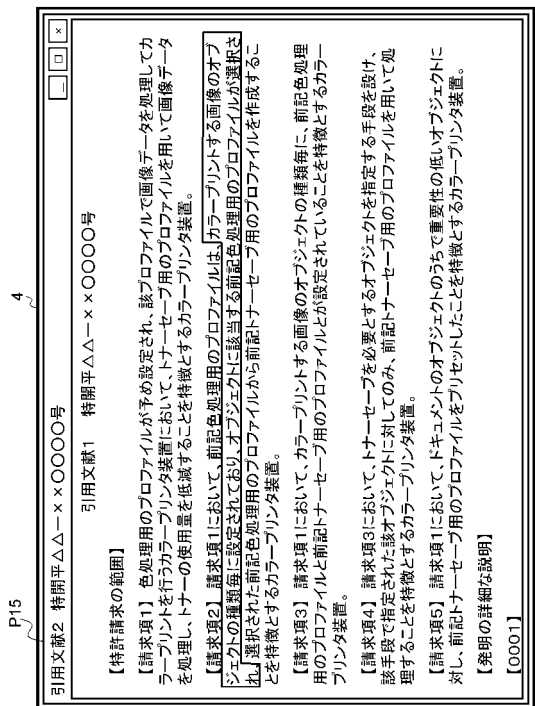 P15
4
引用文献2 特開平△△−××○○○○号
引用文献1 特開平△△−××○○○○号
【特許請求の範囲】
【請求項1】 色処理用のプロファイルが予め設定され、該プロファイルで画像データを処理してカ
ラープリントを行うカラープリンタ装置において、トナーセーブ用のプロファイルを用いて画像データ
を処理し、トナーの使用量を低減することを特徴とするカラープリンタ装置。
【請求項2】 請求項1において、前記色処理用のプロファイルは、カラープリントする画像のオブ
ジェクトの種類毎に設定されており、オブジェクトに該当する前記色処理用のプロファイルが選択さ
れ、選択された前記色処理用のプロファイルから前記トナーセーブ用のプロファイルを作成するこ
とを特徴とするカラープリンタ装置。
【請求項3】 請求項1において、カラープリントする画像のオブジェクトの種類毎に、前記色処理
用のプロファイルと前記トナーセーブ用のプロファイルとが設定されていることを特徴とするカラー
プリンタ装置。
【請求項4】 請求項3において、トナーセーブを必要とするオブジェクトを指定する手段を設け、
該手段で指定された該オブジェクトに対してのみ、前記トナーセーブ用のプロファイルを用いて処
理することを特徴とするカラープリンタ装置。
【請求項5】 請求項1において、ドキュメントのオブジェクトのうちで重要性の低いオブジェクトに
対し、前記トナーセーブ用のプロファイルをプリセットしたことを特徴とするカラープリンタ装置。
【発明の詳細な説明】
【0001】